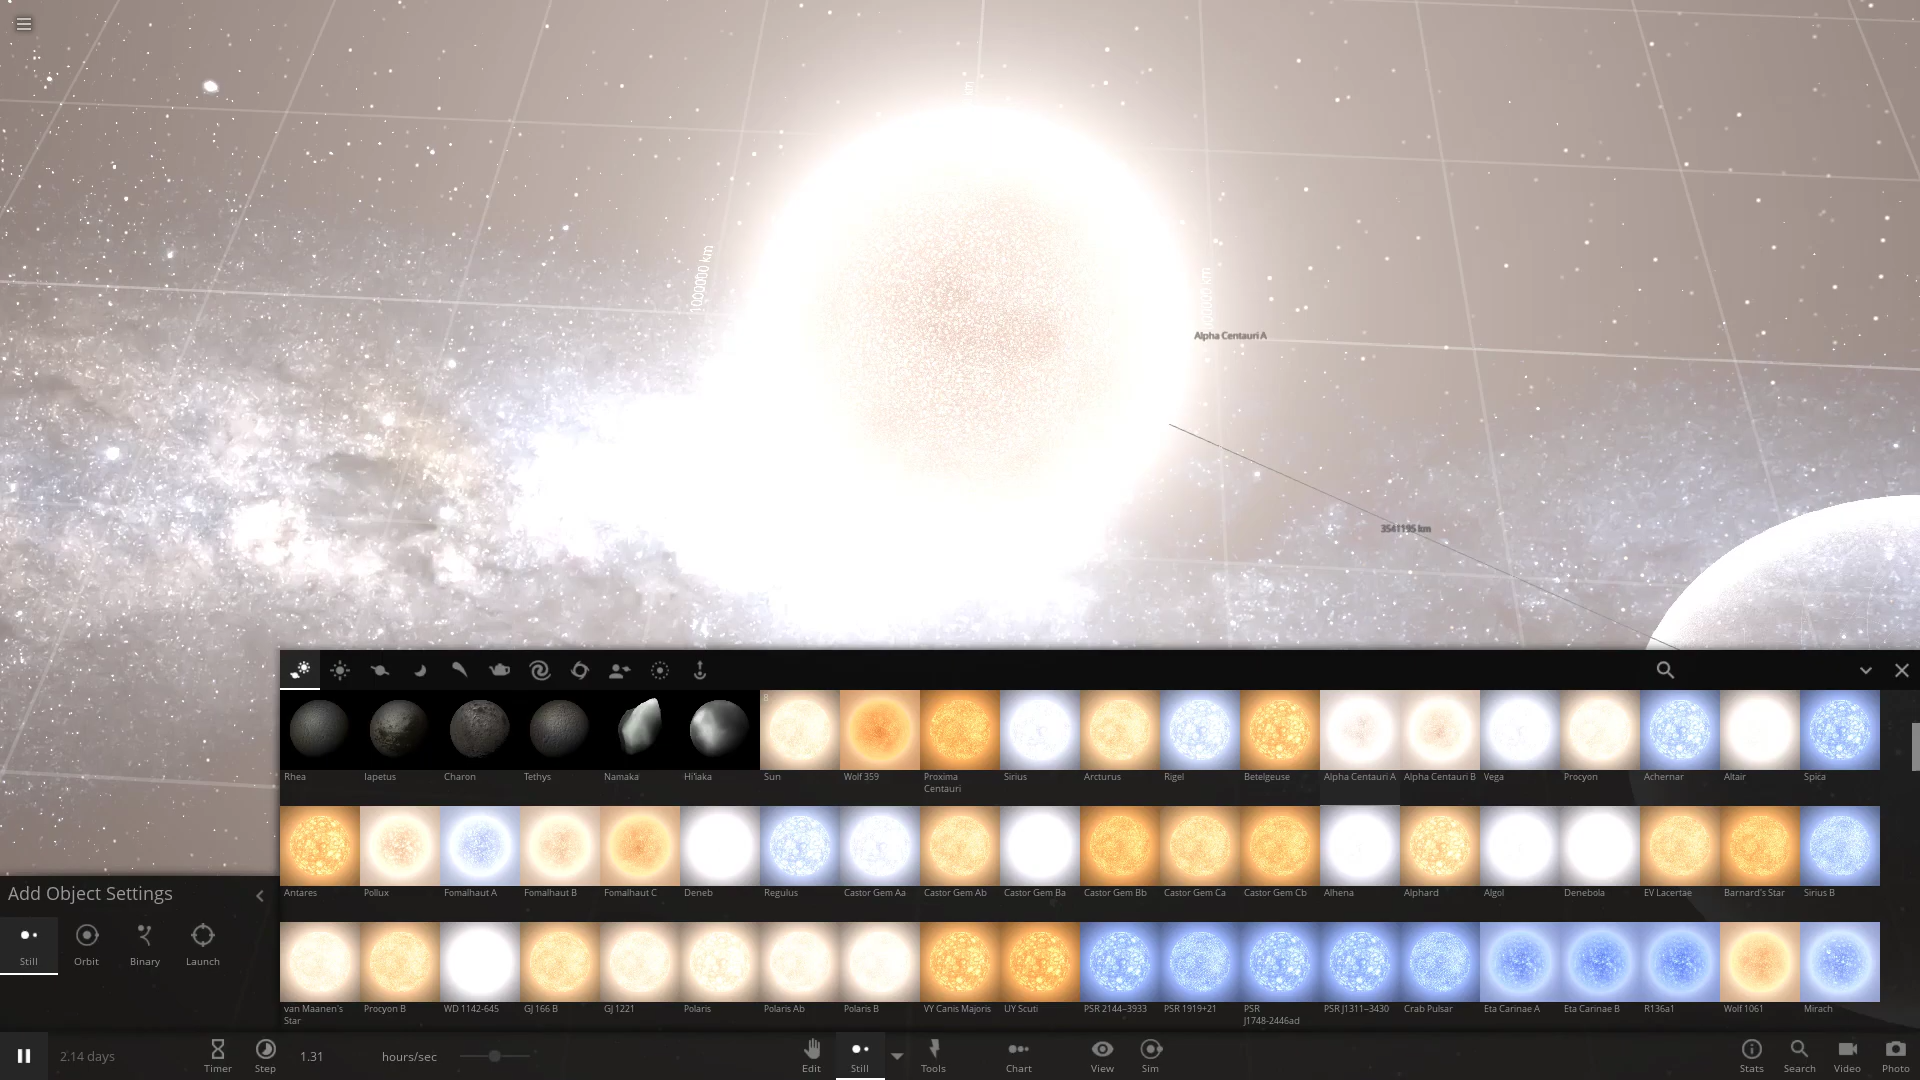 km
1000000 km
Alpha Centauri A
3541195 km
Rhea
Iapetus
Charon
Tethys
Namaka
Hi'iaka
Sun
Wolf 359
Proxima
Centauri
Sirius
Arcturus
Rigel
Betelgeuse
Alpha Centauri A
Alpha Centauri B
Vega
Procyon
Achernar
Altair
Spica
Antares
Pollux
Fomalhaut A
Fomalhaut B
Fomalhaut C
Deneb
Regulus
Castor Gem Aa
Castor Gem Ab
Castor Gem Ba
Castor Gem Bb
Castor Gem Ca
Castor Gem Cb
Alhena
Alphard
Algol
Denebola
EV Lacertae
Barnard's Star
Sirius B
van Maanen's
Star
Procyon B
WD 1142-645
GJ 166 B
GJ 1221
Polaris
Polaris Ab
Polaris B
VY Canis Majoris
UY Scuti
PSR 2144−3933
PSR 1919+21
PSR
J1748-2446ad
PSR J1311−3430
Crab Pulsar
Eta Carinae A
Eta Carinae B
R136a1
Wolf 1061
Mirach
Add Object Settings
Still
Orbit
Binary
Launch
2.14 days
Timer
Step
1.31
hours/sec
Edit
Still
Tools
Chart
View
Sim
Stats
Search
Video
Photo